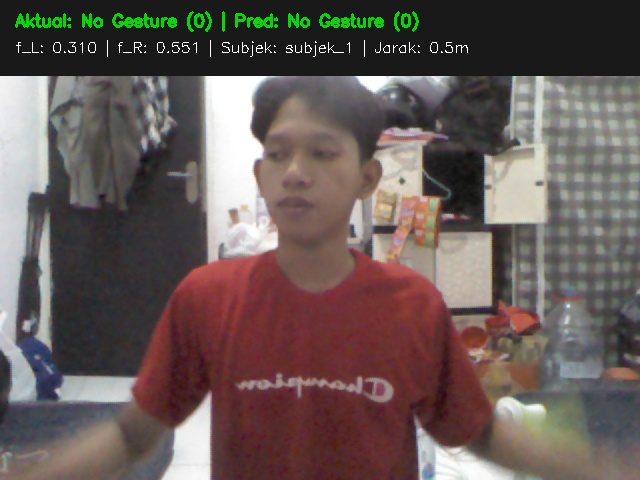 Aktual: No Gesture (0) | Pred: No Gesture (0)
f_L: 0.310 | f_R: 0.551 | Subjek: subjek_1 | Jarak: 0.5m
Champion